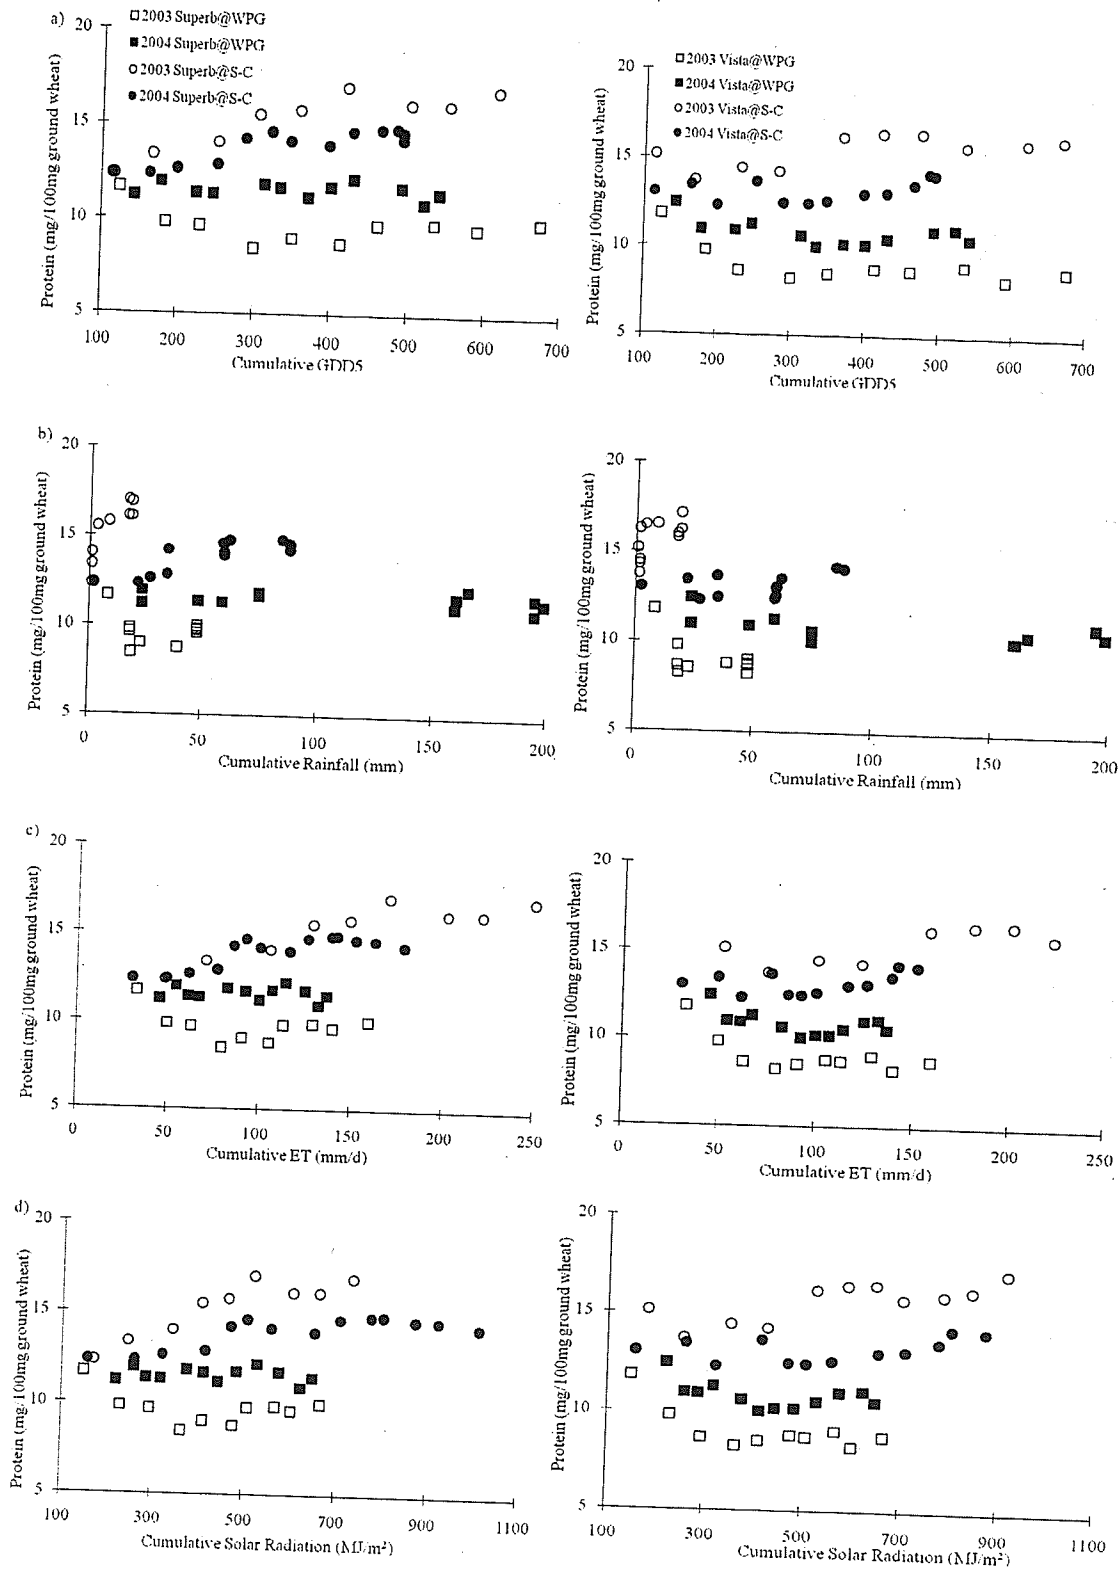 a)
20
15
10
5
Protein (mg/100mg ground wheat)
2003 Superb@WPG
2004 Superb@WPG
2003 Superb@S-C
2004 Superb@S-C
100 200 300 400 500 600 700
Cumulative GDD5
20
15
10
5
Protein (mg/100mg ground wheat)
2003 Vista@WPG
2004 Vista@WPG
2003 Vista@S-C
2004 Vista@S-C
100 200 300 400 500 600 700
Cumulative GDD5
b)
20
15
10
5
Protein (mg/100mg ground wheat)
0 50 100 150 200
Cumulative Rainfall (mm)
20
15
10
5
Protein (mg/100mg ground wheat)
0 50 100 150 200
Cumulative Rainfall (mm)
c)
20
15
10
5
Protein (mg/100mg ground wheat)
0 50 100 150 200 250
Cumulative ET (mm/d)
20
15
10
5
Protein (mg/100mg ground wheat)
0 50 100 150 200 250
Cumulative ET (mm/d)
d)
20
15
10
5
Protein (mg/100mg ground wheat)
100 300 500 700 900 1100
Cumulative Solar Radiation (MJ/m²)
20
15
10
5
Protein (mg/100mg ground wheat)
100 300 500 700 900 1100
Cumulative Solar Radiation (MJ/m²)